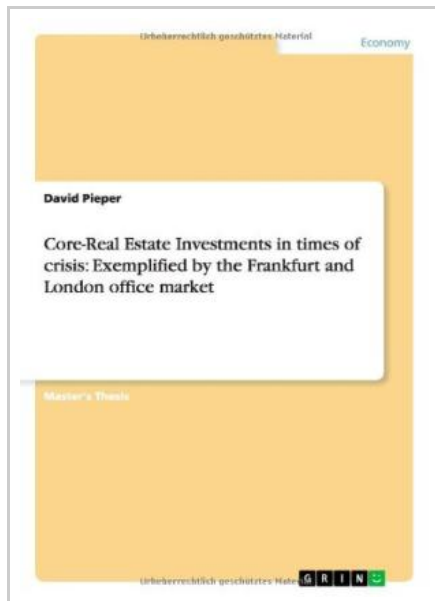 Urheberrechtlich geschütztes Material
Economy
David Pieper
Core-Real Estate Investments in times of
crisis: Exemplified by the Frankfurt and
London office market
Master's Thesis
Urheberrechtlich geschütztes
GRIN